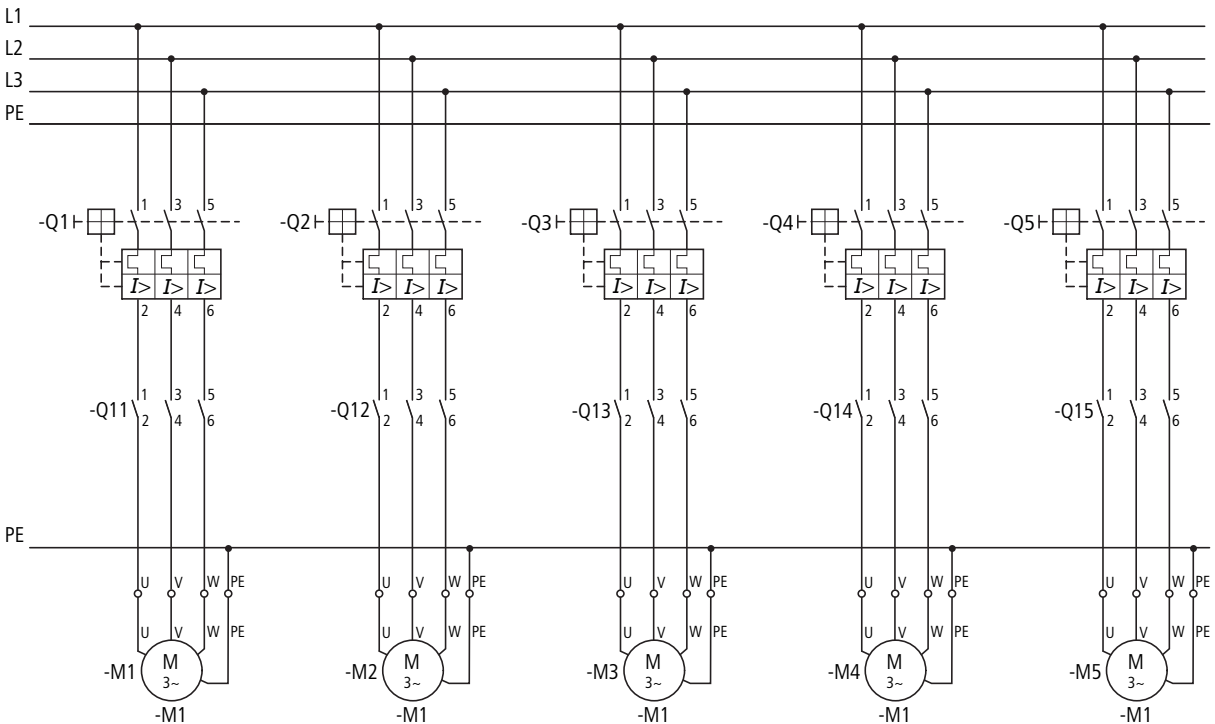 L1
L2
L3
PE
1 3 5 1 3 5 1 3 5 1 3 5 1 3 5
-Q1 -Q2 -Q3 -Q4 -Q5
I> I> I> I> I> I> I> I> I> I> I> I> I> I> I>
2 4 6 2 4 6 2 4 6 2 4 6 2 4 6
1 3 5 1 3 5 1 3 5 1 3 5 1 3 5
-Q11 -Q12 -Q13 -Q14 -Q15
2 4 6 2 4 6 2 4 6 2 4 6 2 4 6
PE
U V W PE U V W PE U V W PE U V W PE U V W PE
U V W PE U V W PE U V W PE U V W PE U V W PE
M M M M M
-M1 -M2 -M3 -M4 -M5
3~ 3~ 3~ 3~ 3~
-M1 -M1 -M1 -M1 -M1